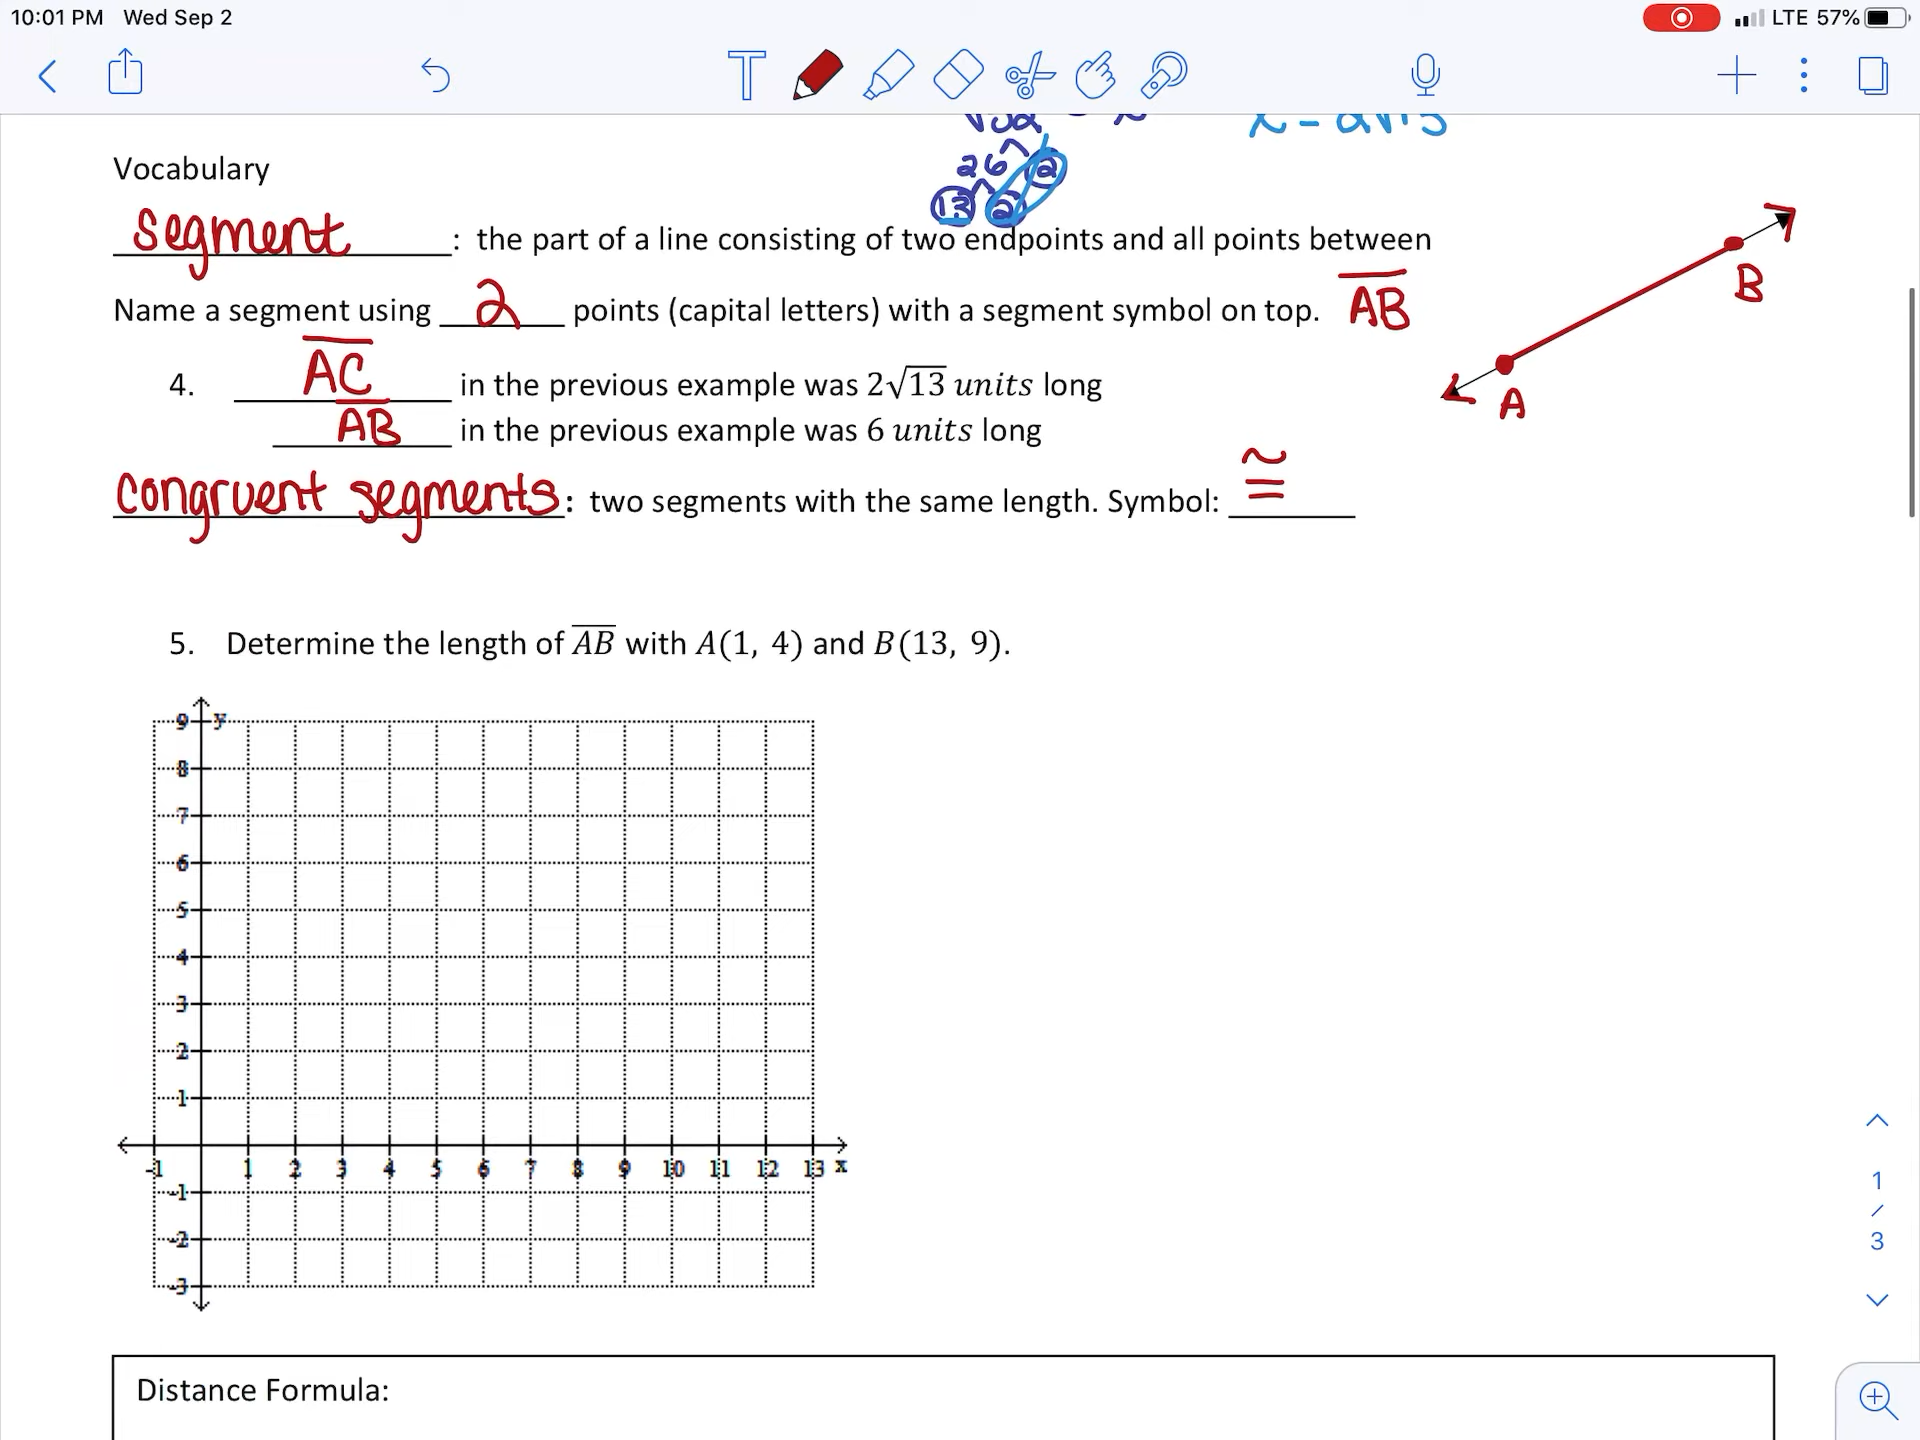 10:01 PM Wed Sep 2
LTE 57%
T
26 2
13 2
Vocabulary
segment : the part of a line consisting of two endpoints and all points between
Name a segment using 2 points (capital letters) with a segment symbol on top. AB
B
A
4. AC in the previous example was 2√13 units long
AB in the previous example was 6 units long
congruent segments : two segments with the same length. Symbol: ≅
5. Determine the length of AB with A(1, 4) and B(13, 9).
9 y
8
7
6
5
4
3
2
1
-1 1 2 3 4 5 6 7 8 9 10 11 12 13 x
-1
-2
-3
1
/
3
Distance Formula: